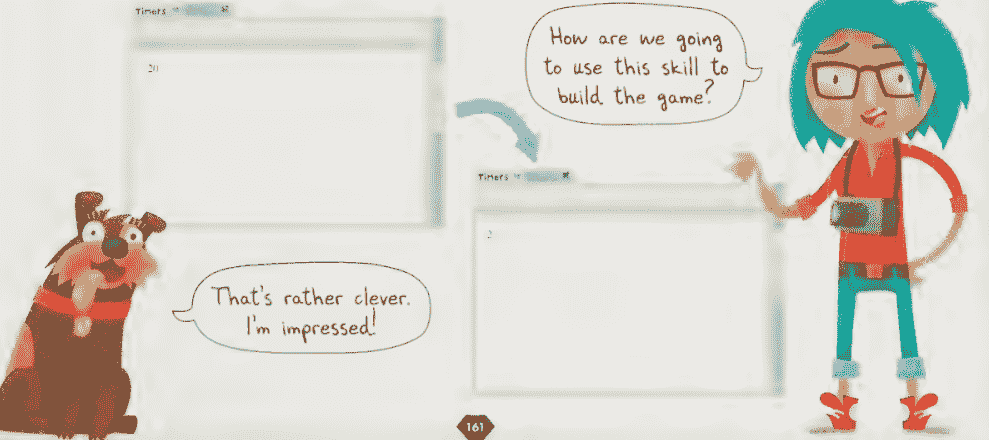 Timers
20
How are we going
to use this skill to
build the game?
Timers
2
That's rather clever.
I'm impressed!
161